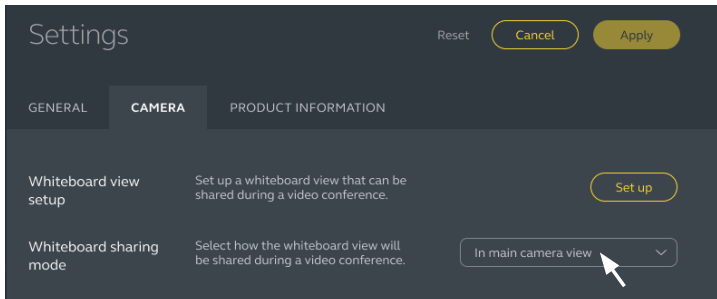 Settings
Reset
Cancel
Apply
GENERAL
CAMERA
PRODUCT INFORMATION
Whiteboard view
setup
Set up a whiteboard view that can be
shared during a video conference.
Set up
Whiteboard sharing
mode
Select how the whiteboard view will
be shared during a video conference.
In main camera view